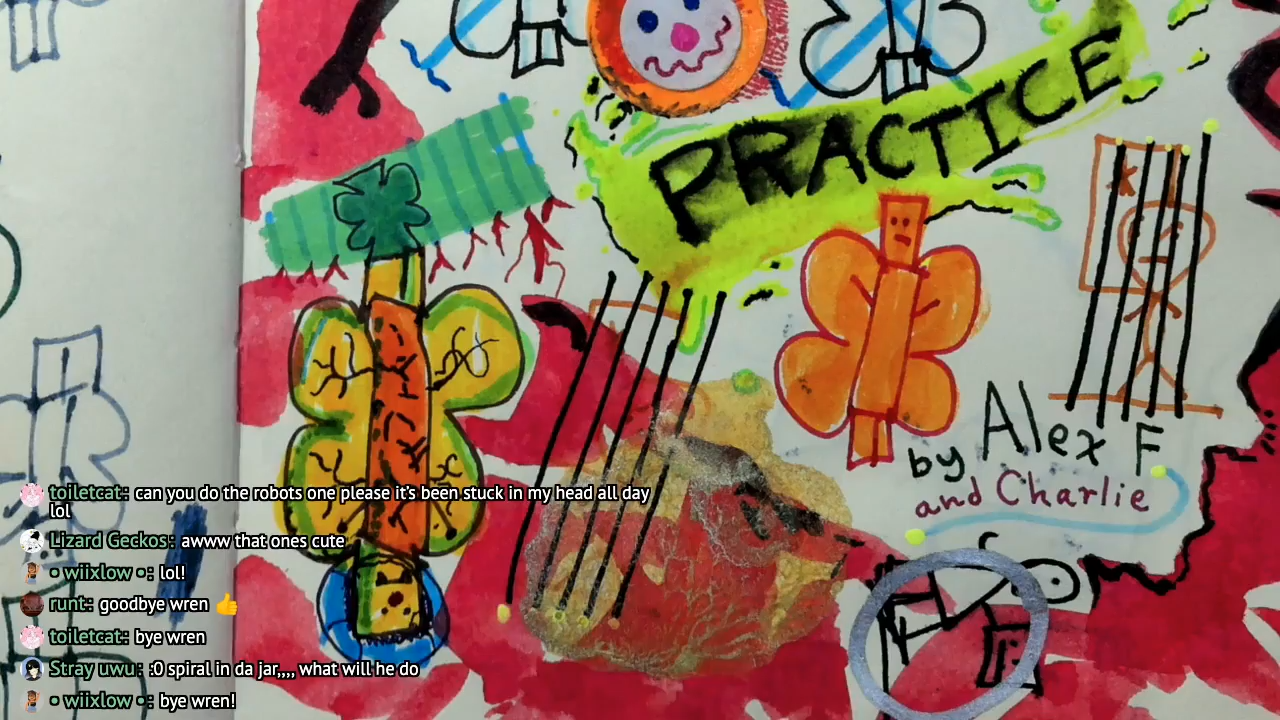 PRACTICE
by Alex F
and Charlie
toiletcat: can you do the robots one please it's been stuck in my head all day
lol
Lizard Geckos: awww that ones cute
• wiixlow •: lol!
runt: goodbye wren 👍
toiletcat: bye wren
Stray uwu: :0 spiral in da jar,,,, what will he do
• wiixlow •: bye wren!